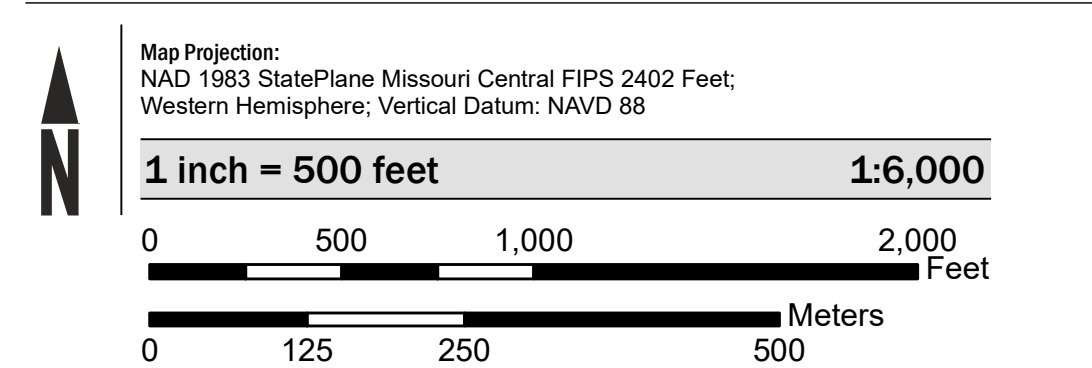 Map Projection:
NAD 1983 StatePlane Missouri Central FIPS 2402 Feet;
Western Hemisphere; Vertical Datum: NAVD 88
N
1 inch = 500 feet 1:6,000
0 500 1,000 2,000
Feet
Meters
0 125 250 500